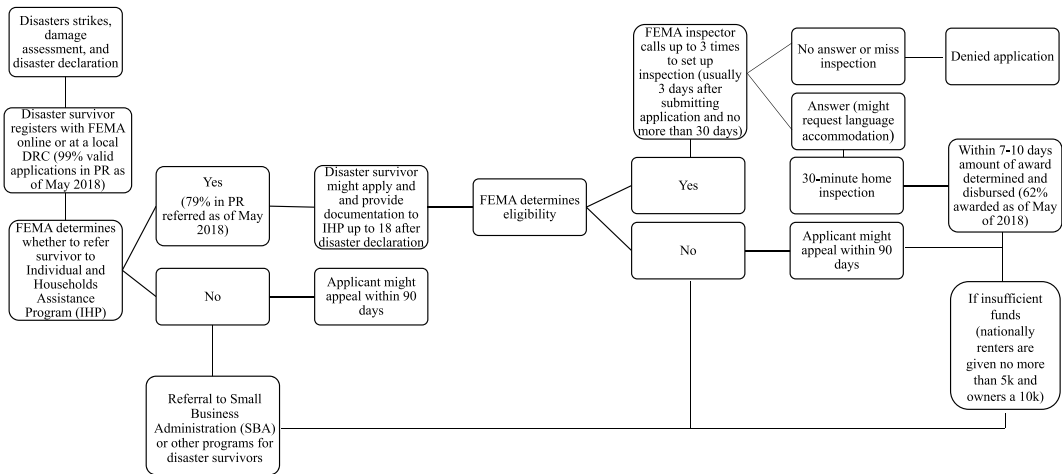 Disasters strikes,
damage
assessment, and
disaster declaration
Disaster survivor
registers with FEMA
online or at a local
DRC (99% valid
applications in PR as
of May 2018)
FEMA determines
whether to refer
survivor to
Individual and
Households
Assistance
Program (IHP)
Yes
(79% in PR
referred as of May
2018)
No
Referral to Small
Business
Administration (SBA)
or other programs for
disaster survivors
Disaster survivor
might apply and
provide
documentation to
IHP up to 18 after
disaster declaration
Applicant might
appeal within 90
days
FEMA determines
eligibility
FEMA inspector
calls up to 3 times
to set up
inspection (usually
3 days after
submitting
application and no
more than 30 days)
Yes
No
No answer or miss
inspection
Denied application
Answer (might
request language
accommodation)
30-minute home
inspection
Within 7-10 days
amount of award
determined and
disbursed (62%
awarded as of May
of 2018)
Applicant might
appeal within 90
days
If insufficient
funds
(nationally
renters are
given no more
than 5k and
owners a 10k)